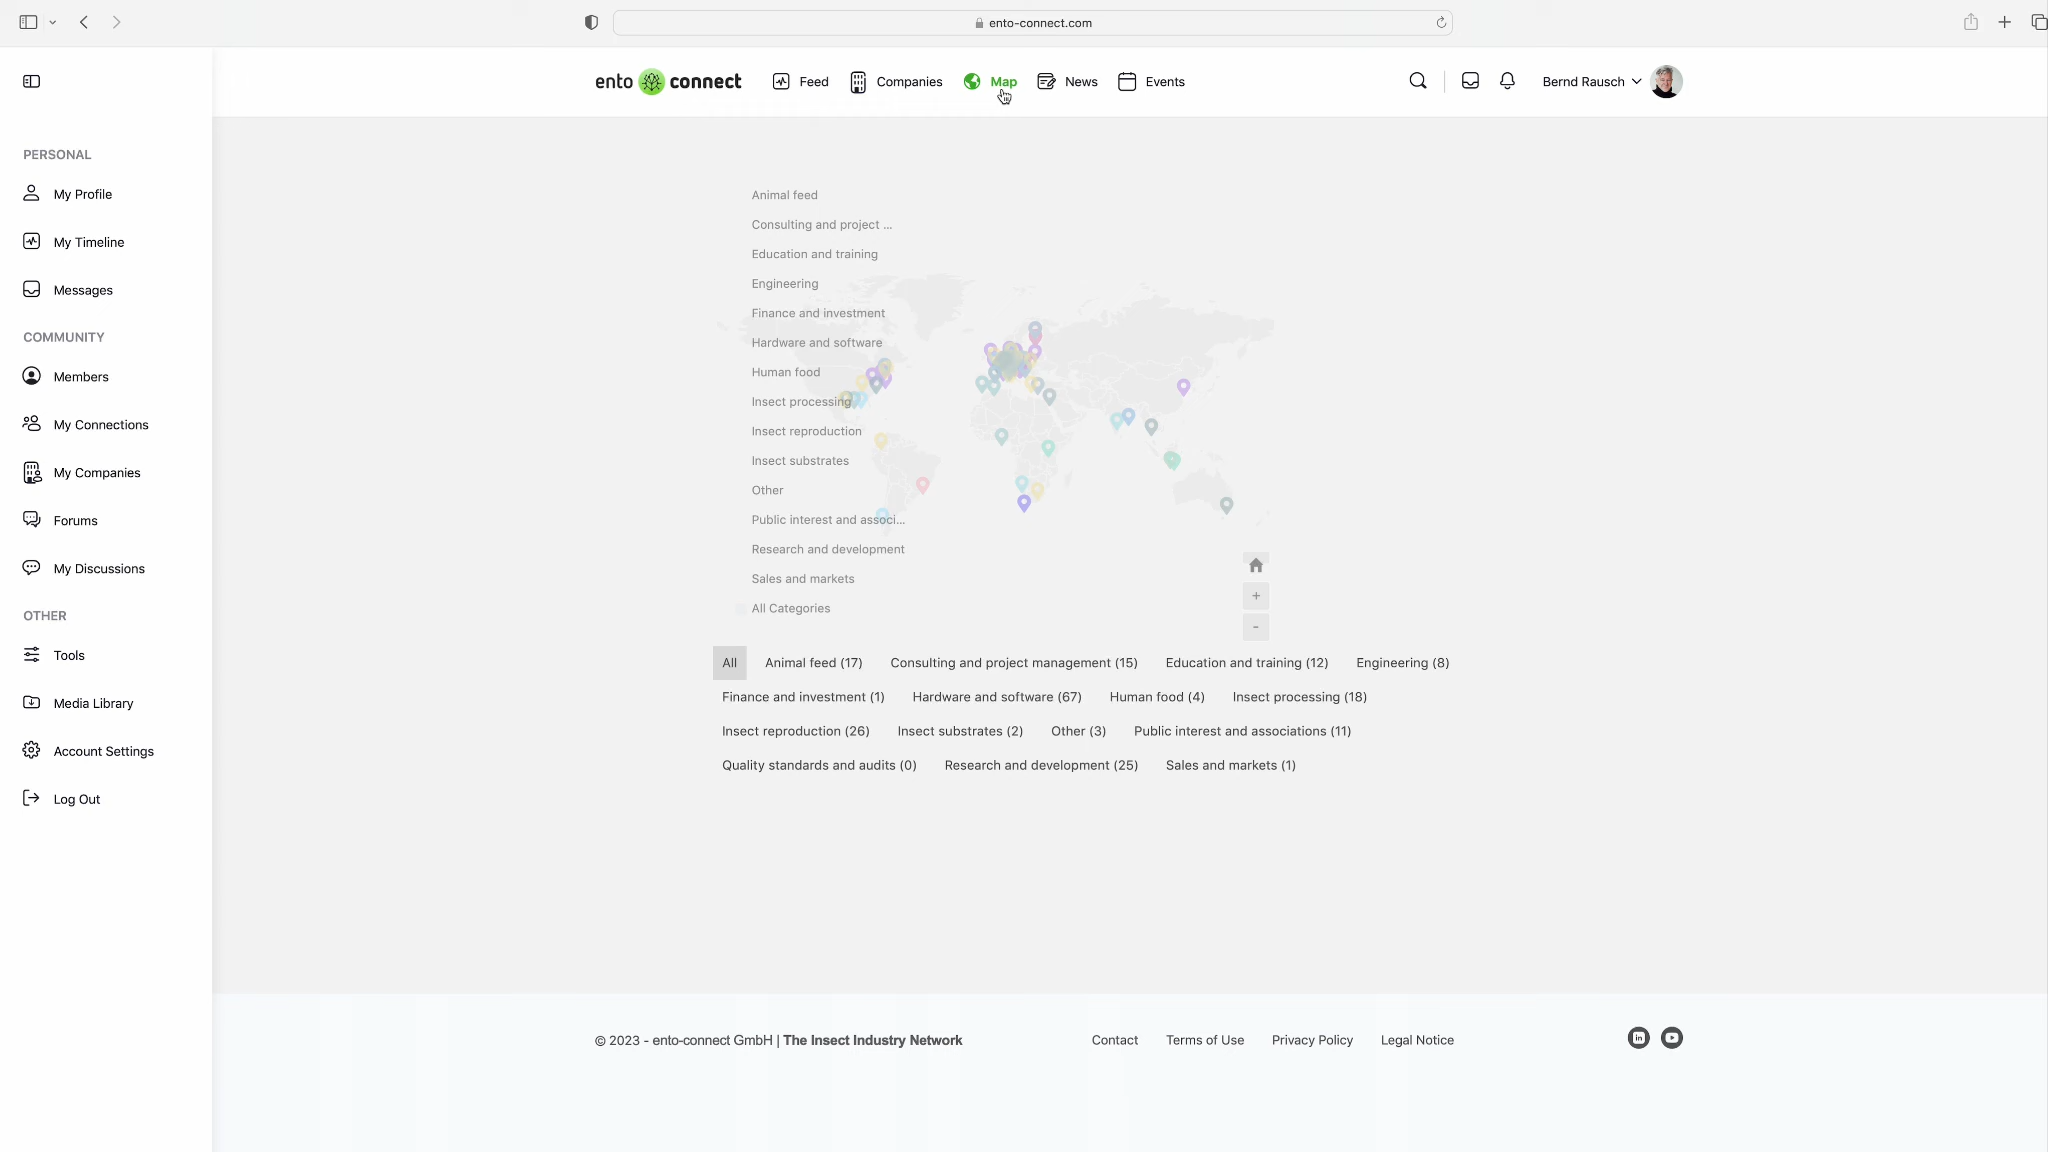 ento-connect.com
ento connect
Feed
Companies
Map
News
Events
Bernd Rausch
PERSONAL
My Profile
My Timeline
Messages
COMMUNITY
Members
My Connections
My Companies
Forums
My Discussions
OTHER
Tools
Media Library
Account Settings
Log Out
Animal feed
Consulting and project ...
Education and training
Engineering
Finance and investment
Hardware and software
Human food
Insect processing
Insect reproduction
Insect substrates
Other
Public interest and associ...
Research and development
Sales and markets
All Categories
+
-
All Animal feed (17) Consulting and project management (15) Education and training (12) Engineering (8)
Finance and investment (1) Hardware and software (67) Human food (4) Insect processing (18)
Insect reproduction (26) Insect substrates (2) Other (3) Public interest and associations (11)
Quality standards and audits (0) Research and development (25) Sales and markets (1)
© 2023 - ento-connect GmbH | The Insect Industry Network
Contact Terms of Use Privacy Policy Legal Notice
in